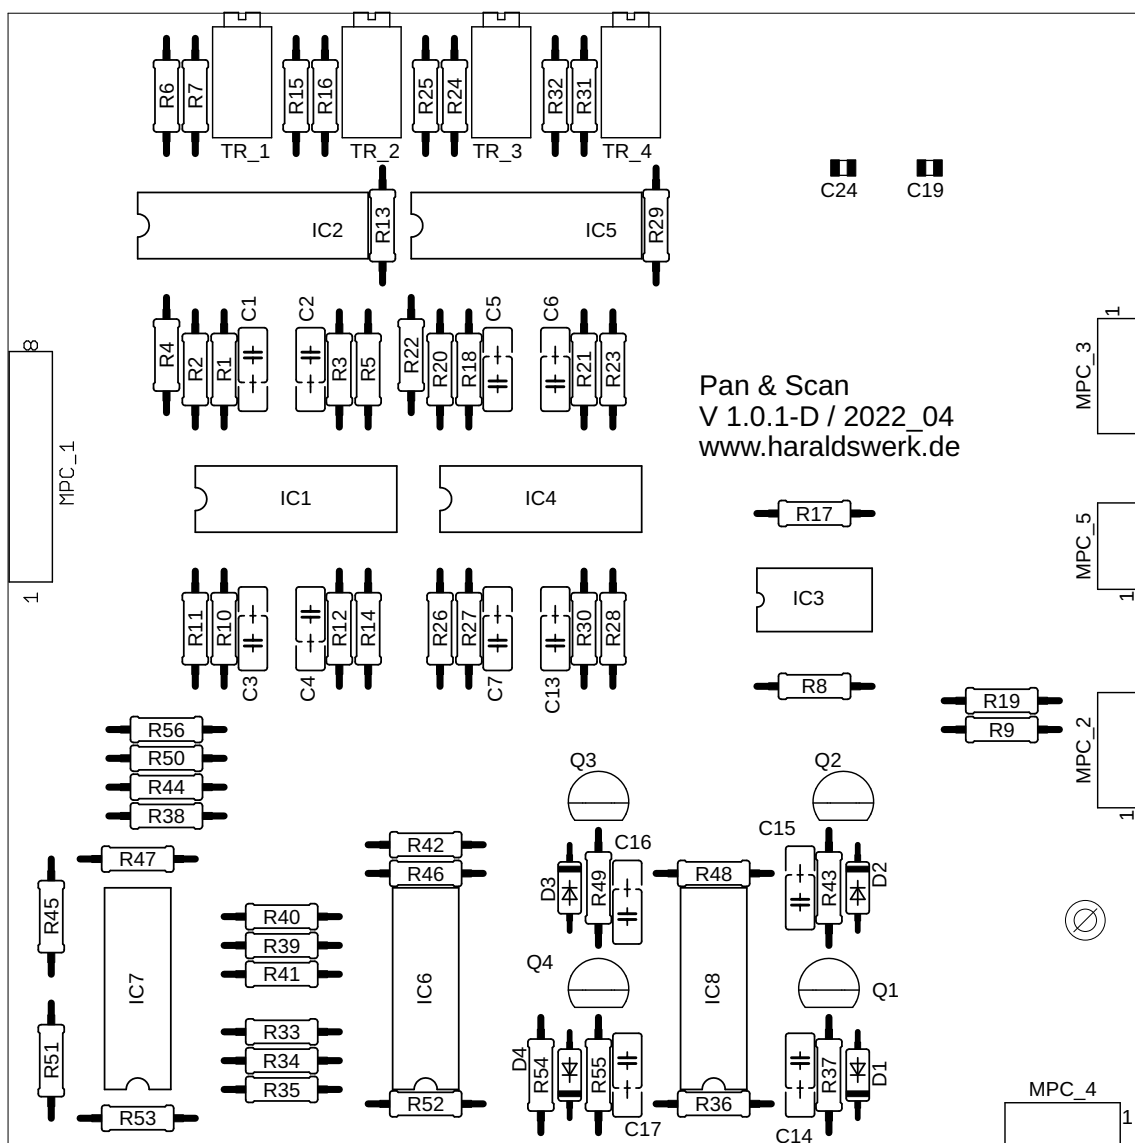 R6
R7
R15
R16
R25
R24
R32
R31
TR_1
TR_2
TR_3
TR_4
C24
C19
IC2
R13
IC5
R29
C1
C2
C5
C6
8
R4
R2
R1
R3
R5
R22
R20
R18
R21
R23
1
MPC_3
Pan & Scan
V 1.0.1-D / 2022_04
www.haraldswerk.de
MPC_1
IC1
IC4
R17
MPC_5
1
1
IC3
R11
R10
R12
R14
R26
R27
R30
R28
C3
C4
C7
C13
R8
R19
R9
MPC_2
1
R56
R50
R44
R38
Q3
Q2
R47
R42
R46
C16
C15
R48
D3
R49
R43
D2
R45
R40
R39
R41
IC7
IC6
Q4
IC8
Q1
R51
R33
R34
R35
D4
R54
R55
R37
D1
R53
R52
C17
R36
C14
MPC_4
1